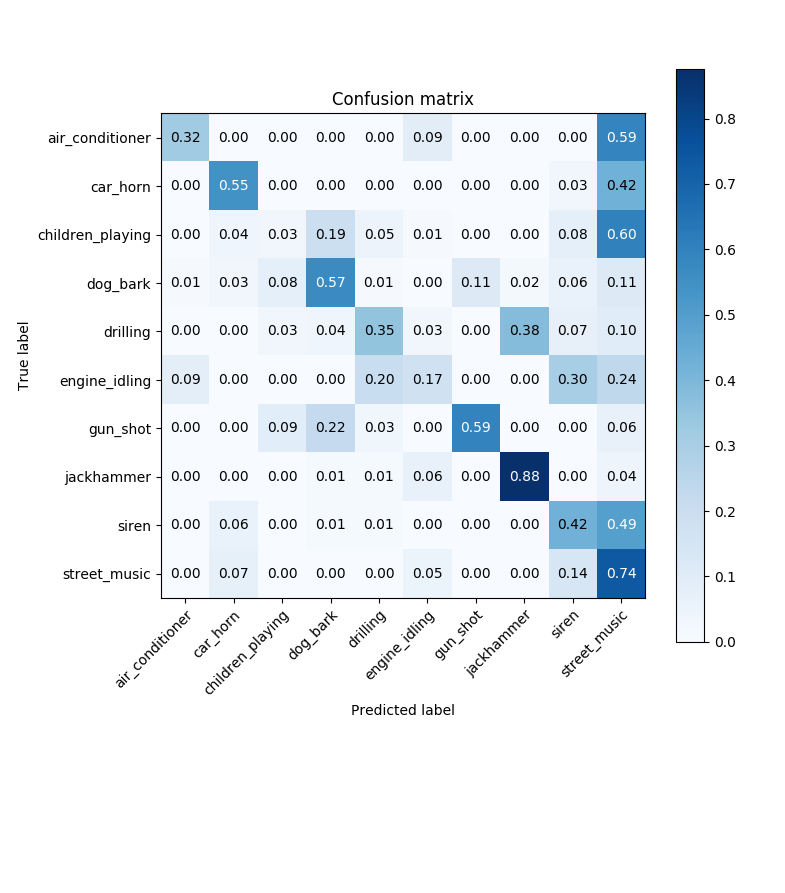 Confusion matrix
air_conditioner 0.32 0.00 0.00 0.00 0.00 0.09 0.00 0.00 0.00 0.59
car_horn 0.00 0.55 0.00 0.00 0.00 0.00 0.00 0.00 0.03 0.42
children_playing 0.00 0.04 0.03 0.19 0.05 0.01 0.00 0.00 0.08 0.60
dog_bark 0.01 0.03 0.08 0.57 0.01 0.00 0.11 0.02 0.06 0.11
drilling 0.00 0.00 0.03 0.04 0.35 0.03 0.00 0.38 0.07 0.10
engine_idling 0.09 0.00 0.00 0.00 0.20 0.17 0.00 0.00 0.30 0.24
gun_shot 0.00 0.00 0.09 0.22 0.03 0.00 0.59 0.00 0.00 0.06
jackhammer 0.00 0.00 0.00 0.01 0.01 0.06 0.00 0.88 0.00 0.04
siren 0.00 0.06 0.00 0.01 0.01 0.00 0.00 0.00 0.42 0.49
street_music 0.00 0.07 0.00 0.00 0.00 0.05 0.00 0.00 0.14 0.74
True label
air_conditioner
car_horn
children_playing
dog_bark
drilling
engine_idling
gun_shot
jackhammer
siren
street_music
Predicted label
0.8
0.7
0.6
0.5
0.4
0.3
0.2
0.1
0.0